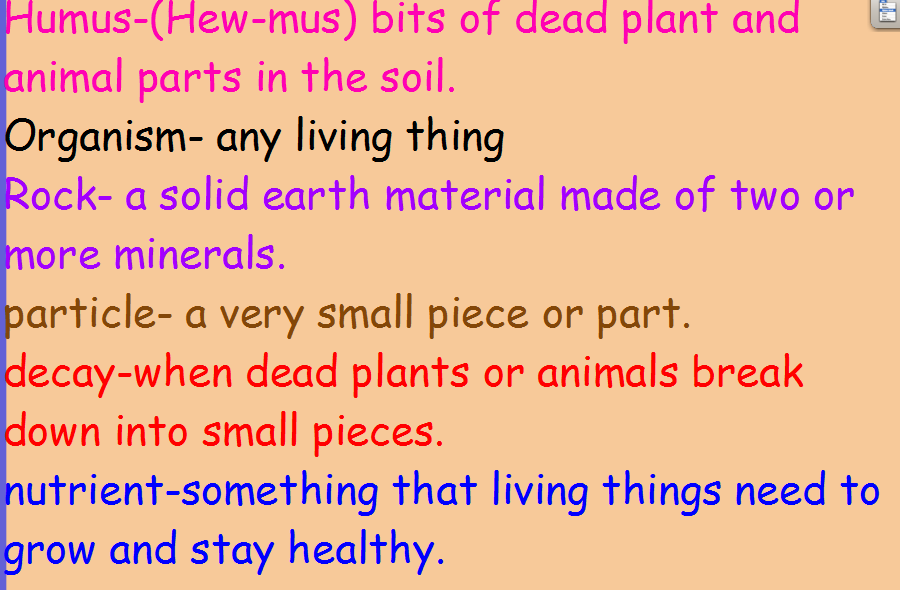 Humus-(Hew-mus) bits of dead plant and
animal parts in the soil.
Organism- any living thing
Rock- a solid earth material made of two or
more minerals.
particle- a very small piece or part.
decay-when dead plants or animals break
down into small pieces.
nutrient-something that living things need to
grow and stay healthy.